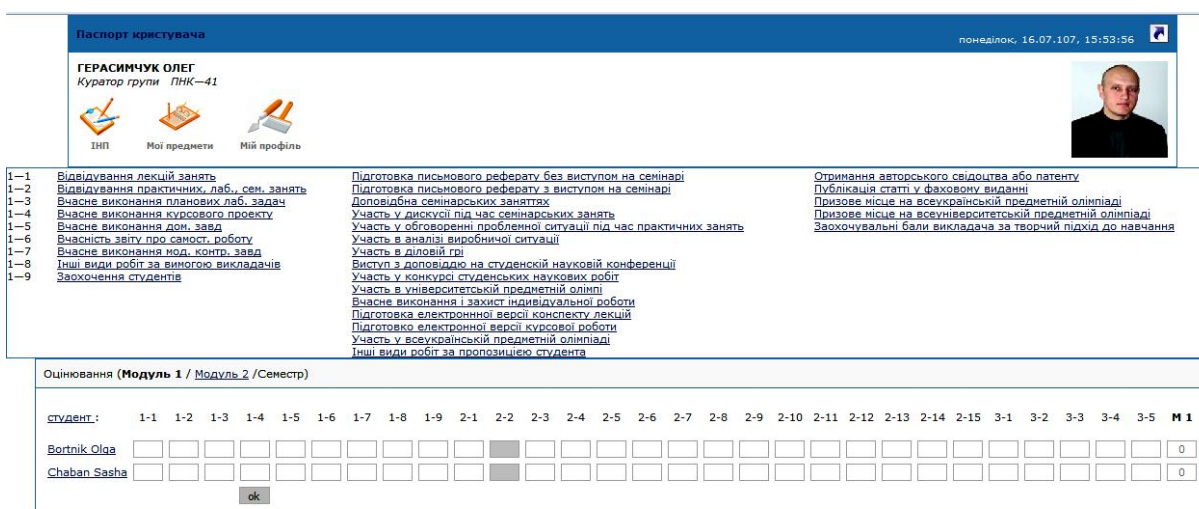 Паспорт кристувача
понеділок, 16.07.107, 15:53:56
ГЕРАСИМЧУК ОЛЕГ
Куратор групи ПНК—41
ІНП Мої предмети Мій профіль
1—1 Відвідування лекцій занять
1—2 Відвідування практичних, лаб., сем. занять
1—3 Вчасне виконання планових лаб. задач
1—4 Вчасне виконання курсового проекту
1—5 Вчасне виконання дом. завд
1—6 Вчасність звіту про самост. роботу
1—7 Вчасне виконання мод. контр. завд
1—8 Інші види робіт за вимогою викладачів
1—9 Заохочення студентів
Підготовка письмового реферату без виступом на семінарі
Підготовка письмового реферату з виступом на семінарі
Доповідбна семінарських заняттях
Участь у дискусії під час семінарських занять
Участь у обговоренні проблемної ситуації під час практичних занять
Участь в аналізі виробничої ситуації
Участь в діловій грі
Виступ з доповіддю на студенскій науковій конференції
Участь у конкурсі студенських наукових робіт
Участь в університетській предметній олімпі
Вчасне виконання і захист індивідуальної роботи
Підготовка електроннної версії конспекту лекцій
Підготовко електронної версії курсової роботи
Участь у всеукраїнській предметній олімпіаді
Інші види робіт за пропозицією студента
Отримання авторського свідоцтва або патенту
Публікація статті у фаховому виданні
Призове місце на всеукраїнській предметній олімпіаді
Призове місце на всеуніверситетській предметній олімпіаді
Заохочувальні бали викладача за творчий підхід до навчання
Оцінювання (Модуль 1 / Модуль 2 /Семестр)
студент : 1-1 1-2 1-3 1-4 1-5 1-6 1-7 1-8 1-9 2-1 2-2 2-3 2-4 2-5 2-6 2-7 2-8 2-9 2-10 2-11 2-12 2-13 2-14 2-15 3-1 3-2 3-3 3-4 3-5 М 1
Bortnik Olga 0
Chaban Sasha 0
ok